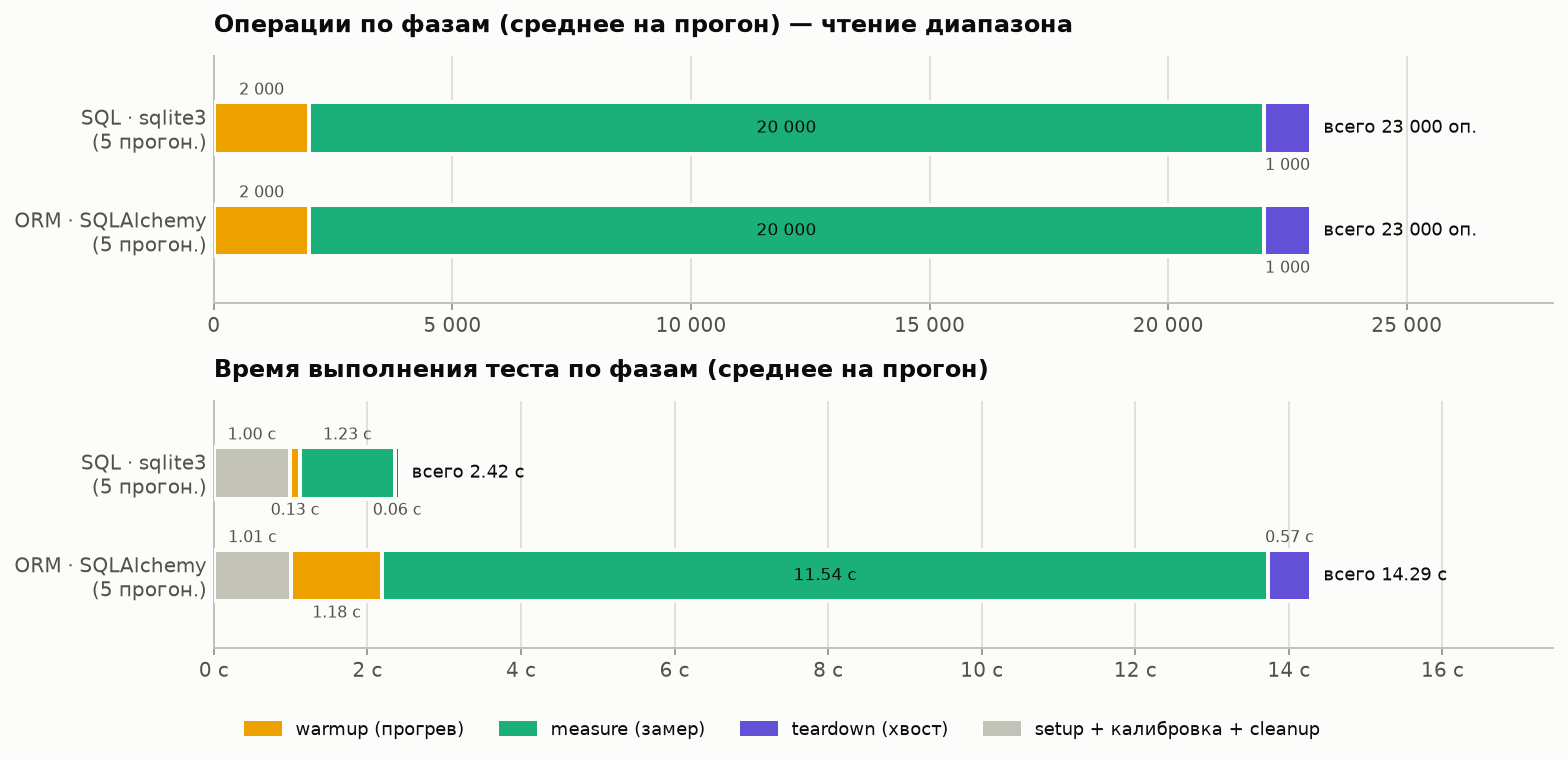 Операции по фазам (среднее на прогон) — чтение диапазона
2 000
SQL · sqlite3
(5 прогон.)
20 000
всего 23 000 оп.
1 000
2 000
ORM · SQLAlchemy
(5 прогон.)
20 000
всего 23 000 оп.
1 000
0
5 000
10 000
15 000
20 000
25 000
Время выполнения теста по фазам (среднее на прогон)
1.00 с
1.23 с
SQL · sqlite3
(5 прогон.)
всего 2.42 с
0.13 с
0.06 с
1.01 с
0.57 с
ORM · SQLAlchemy
(5 прогон.)
11.54 с
всего 14.29 с
1.18 с
0 с
2 с
4 с
6 с
8 с
10 с
12 с
14 с
16 с
warmup (прогрев)
measure (замер)
teardown (хвост)
setup + калибровка + cleanup